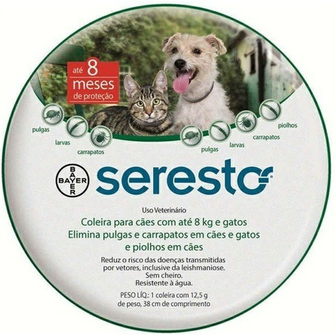 até 8
meses
de proteção
pulgas
larvas
carrapatos
pulgas
larvas
carrapatos
piolhos
BAYER
BAYER
seresto
Uso Veterinário
Coleira para cães com até 8 kg e gatos
Elimina pulgas e carrapatos em cães e gatos
e piolhos em cães
Reduz o risco das doenças transmitidas
por vetores, inclusive da leishmaniose.
Sem cheiro.
Resistente à água.
PESO LÍQ.: 1 coleira com 12,5 g
de peso, 38 cm de comprimento